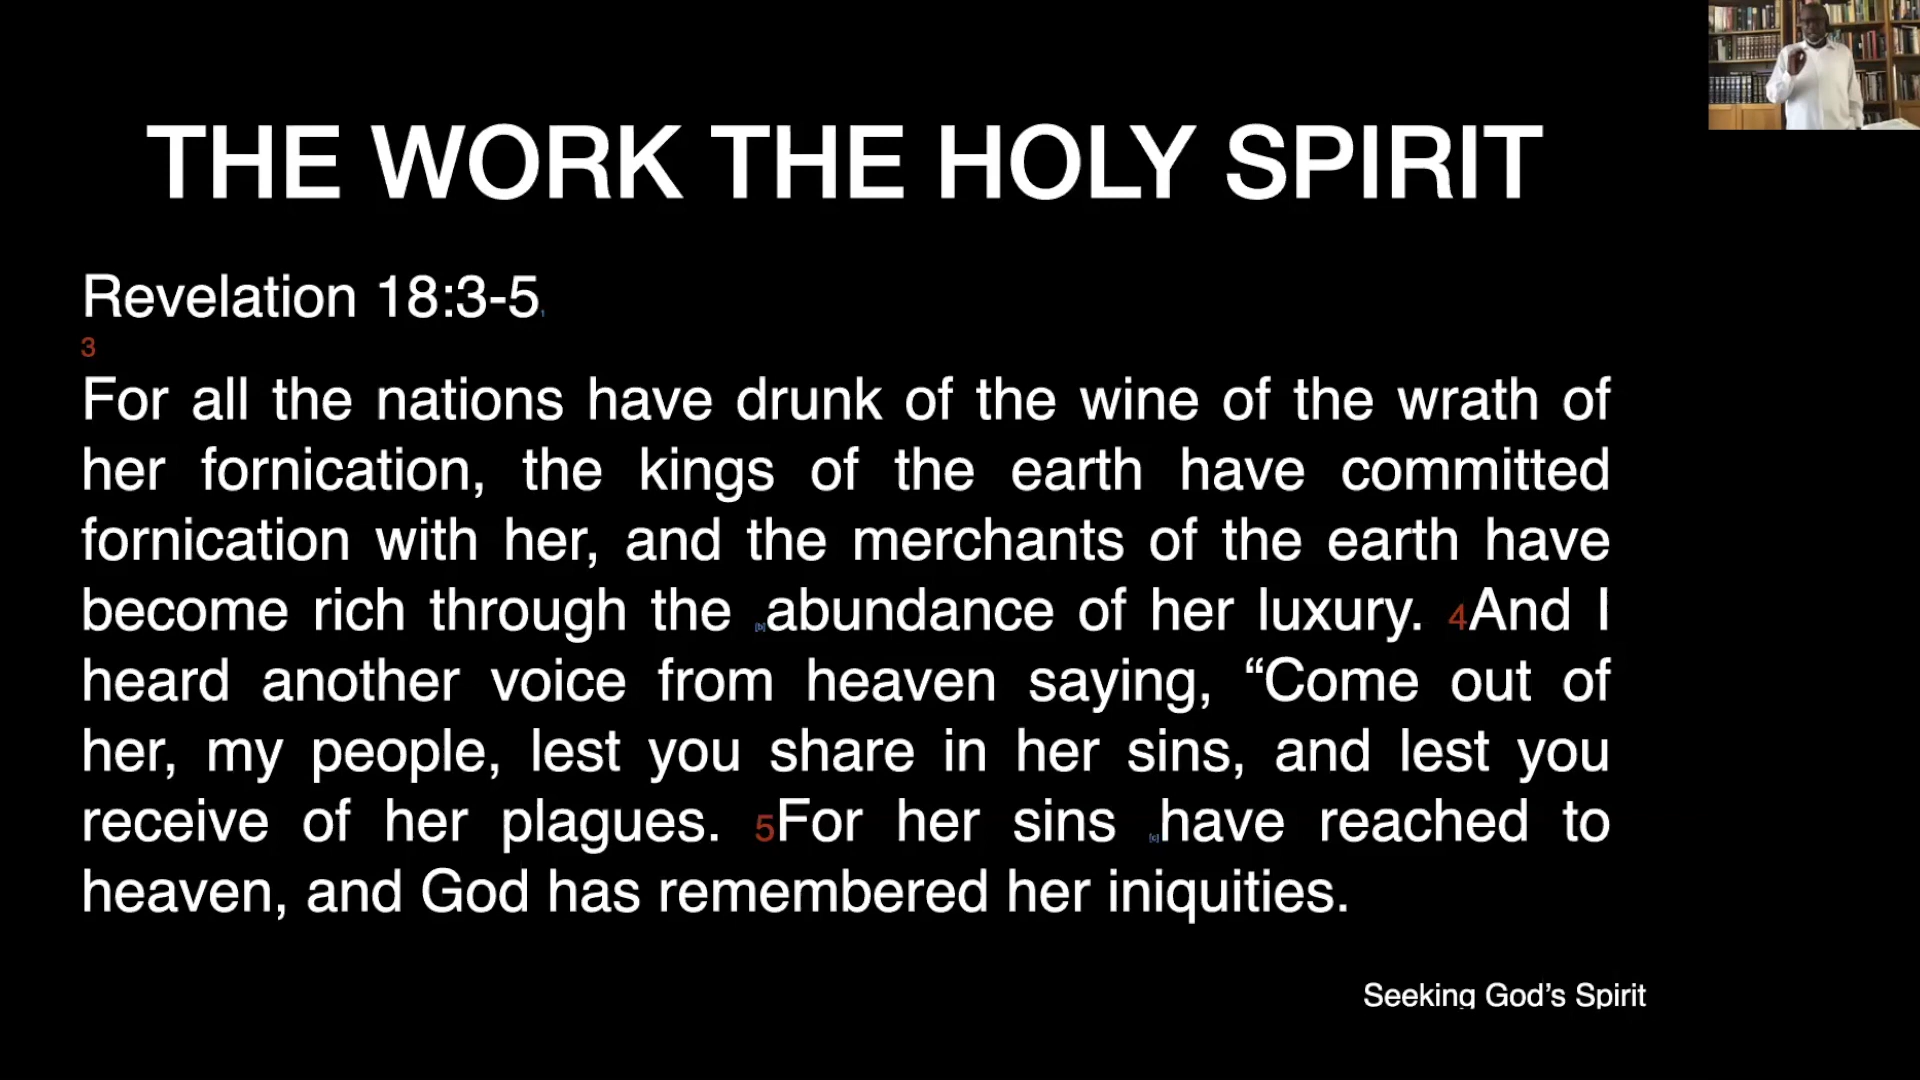 THE WORK THE HOLY SPIRIT
Revelation 18:3-5
3
For all the nations have drunk of the wine of the wrath of
her fornication, the kings of the earth have committed
fornication with her, and the merchants of the earth have
become rich through the [b]abundance of her luxury. 4And I
heard another voice from heaven saying, “Come out of
her, my people, lest you share in her sins, and lest you
receive of her plagues. 5For her sins [c]have reached to
heaven, and God has remembered her iniquities.
Seeking God’s Spirit